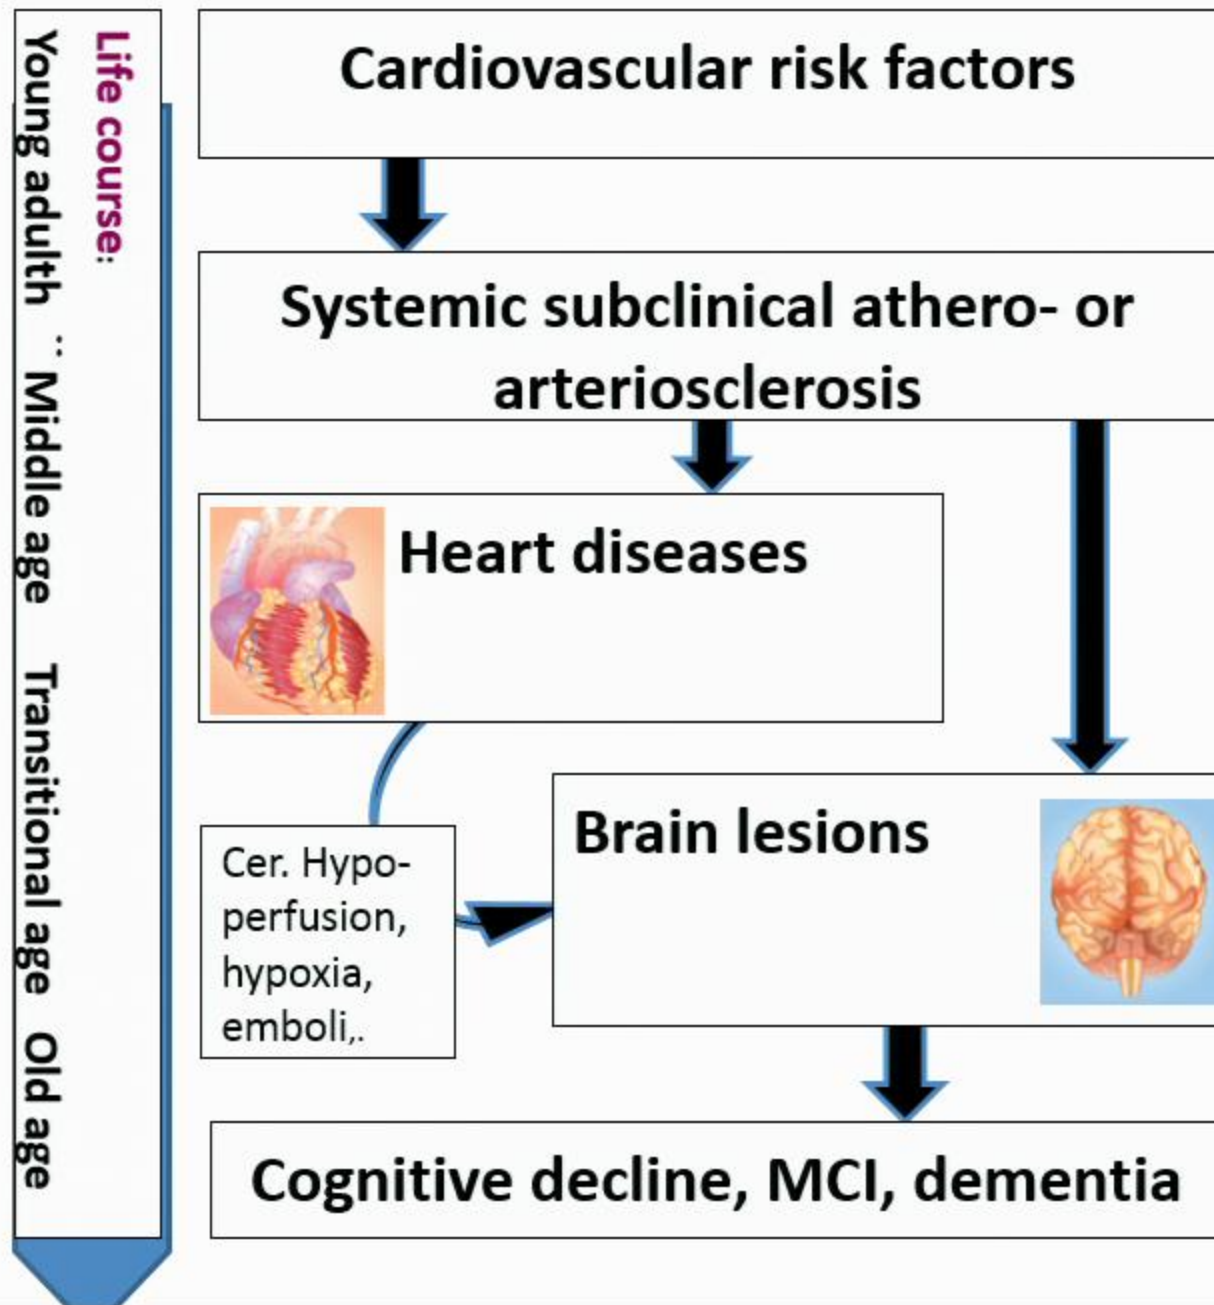 Life course::
Young adulth ¨ Middle age Transitional age Old age
Cardiovascular risk factors
Systemic subclinical athero- or
arteriosclerosis
Heart diseases
Cer. Hypo-
perfusion,
hypoxia,
emboli,.
Brain lesions
Cognitive decline, MCI, dementia